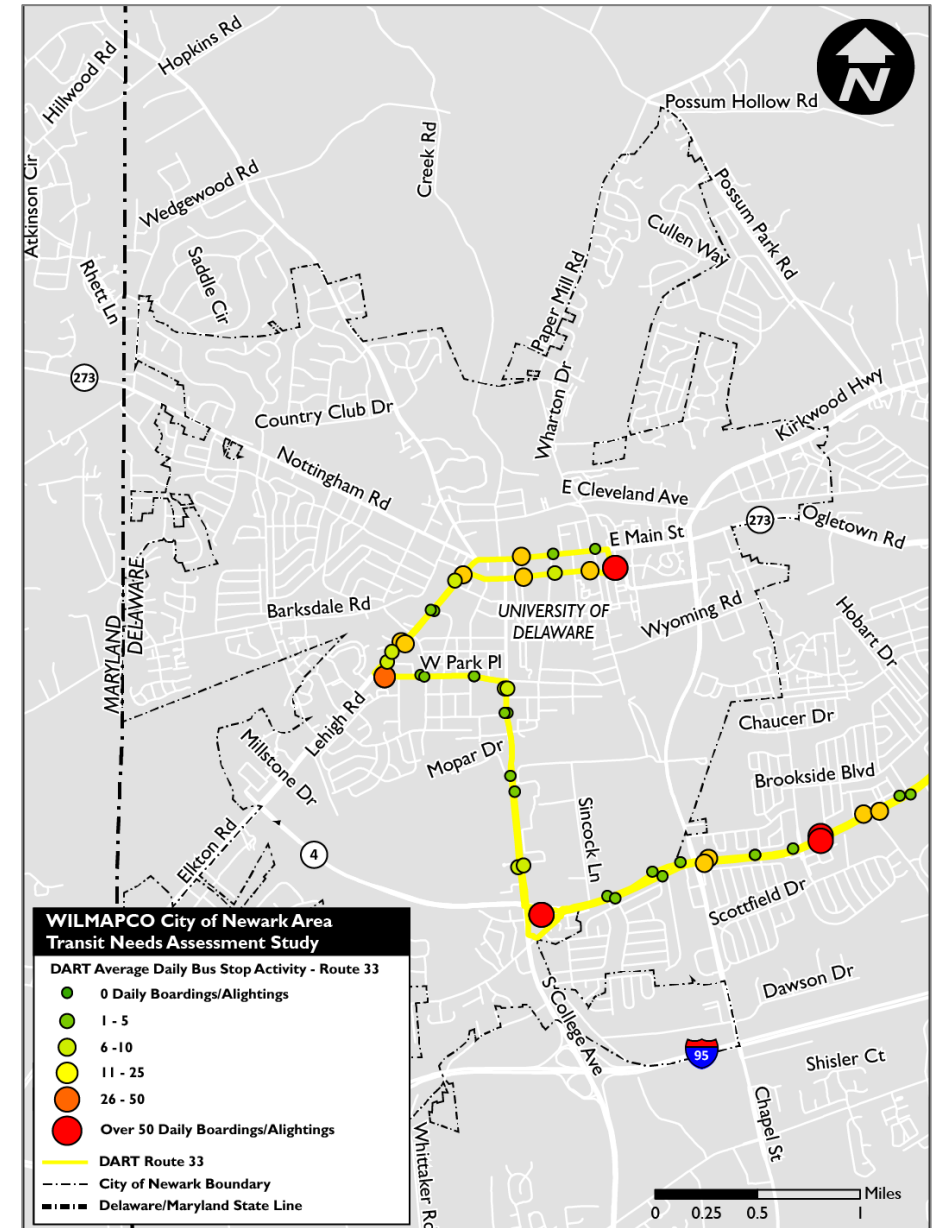 Hopkins Rd
Hillwood Rd
N
Possum Hollow Rd
Creek Rd
Atkinson Cir
Wedgewood Rd
Possum Park Rd
Cullen Way
Saddle Cir
Rhett Ln
Paper Mill Rd
273
Wharton Dr
Country Club Dr
Kirkwood Hwy
Nottingham Rd
E Cleveland Ave
273
Ogletown Rd
E Main St
MARYLAND
DELAWARE
Barksdale Rd
UNIVERSITY OF
DELAWARE
Wyoming Rd
Hobart Dr
W Park Pl
Lehigh Rd
Chaucer Dr
Millstone Dr
Mopar Dr
Brookside Blvd
Sincock Ln
Elkton Rd
4
Scottfield Dr
WILMAPCO City of Newark Area
Transit Needs Assessment Study
DART Average Daily Bus Stop Activity - Route 33
0 Daily Boardings/Alightings
1 - 5
6 -10
11 - 25
26 - 50
Over 50 Daily Boardings/Alightings
DART Route 33
City of Newark Boundary
Delaware/Maryland State Line
Dawson Dr
S College Ave
95
Shisler Ct
Chapel St
Whittaker Rd
Miles
0 0.25 0.5 1